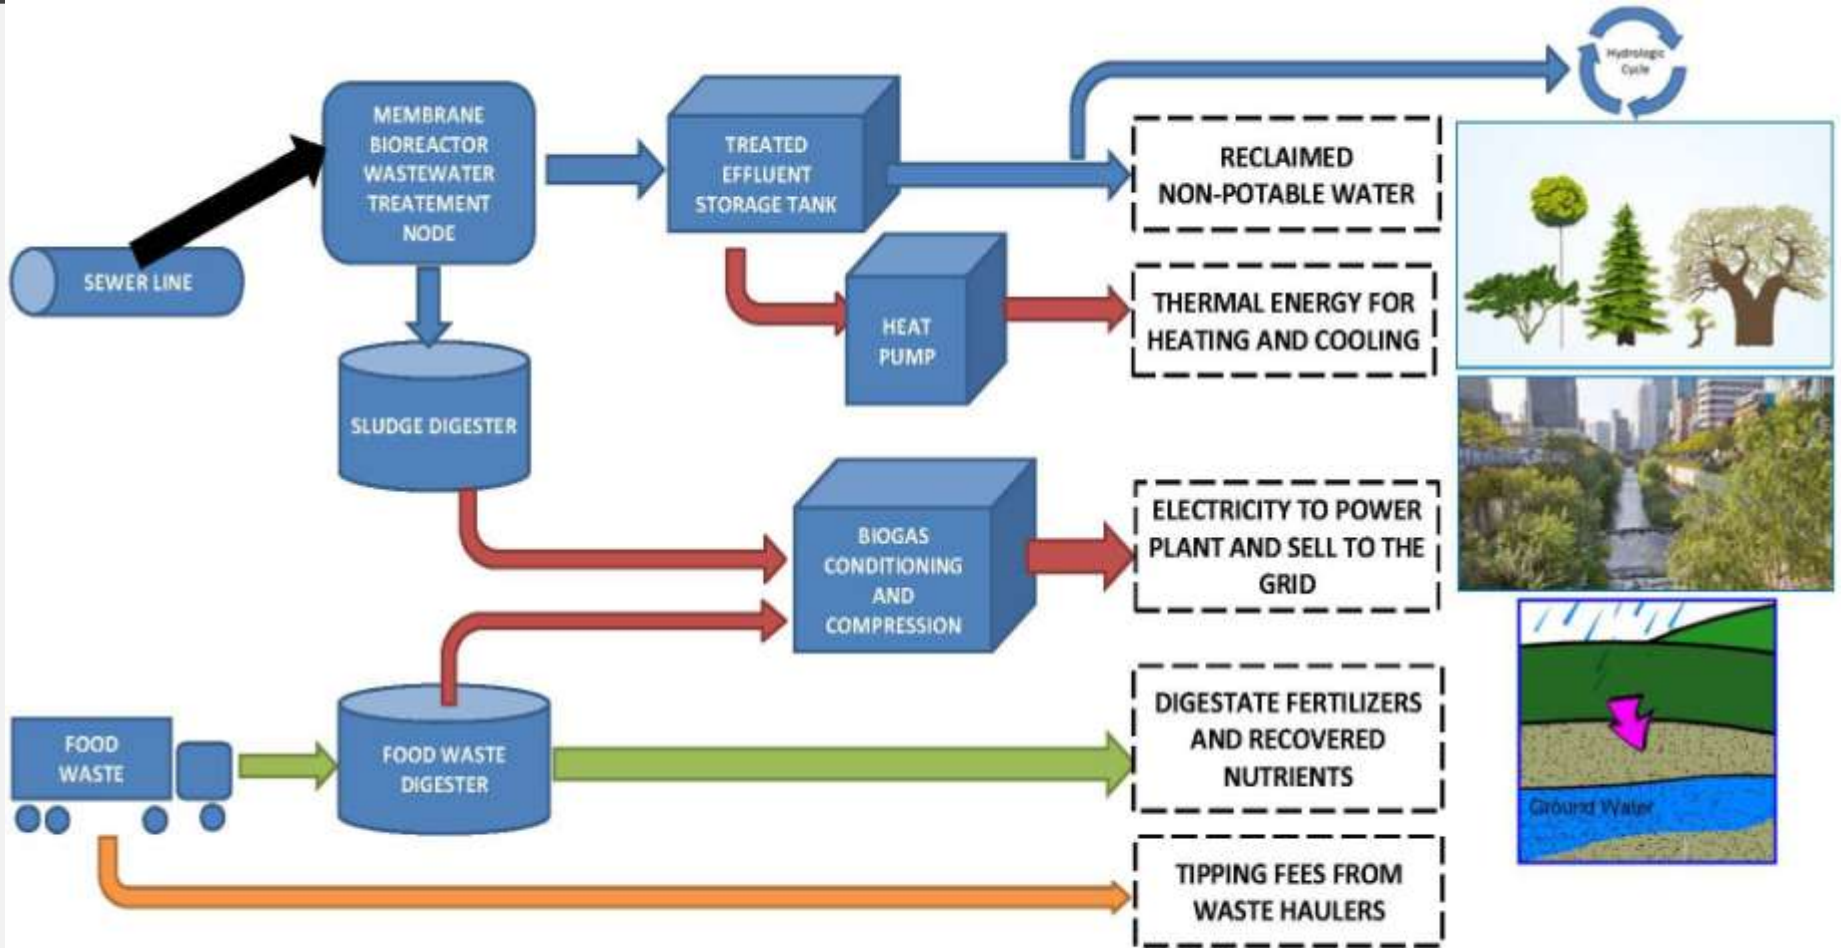 Hydrologic
Cycle
MEMBRANE
BIOREACTOR
WASTEWATER
TREATEMENT
NODE
TREATED
EFFLUENT
STORAGE TANK
RECLAIMED
NON-POTABLE WATER
SEWER LINE
HEAT
PUMP
THERMAL ENERGY FOR
HEATING AND COOLING
SLUDGE DIGESTER
BIOGAS
CONDITIONING
AND
COMPRESSION
ELECTRICITY TO POWER
PLANT AND SELL TO THE
GRID
FOOD
WASTE
FOOD WASTE
DIGESTER
DIGESTATE FERTILIZERS
AND RECOVERED
NUTRIENTS
Ground Water
TIPPING FEES FROM
WASTE HAULERS